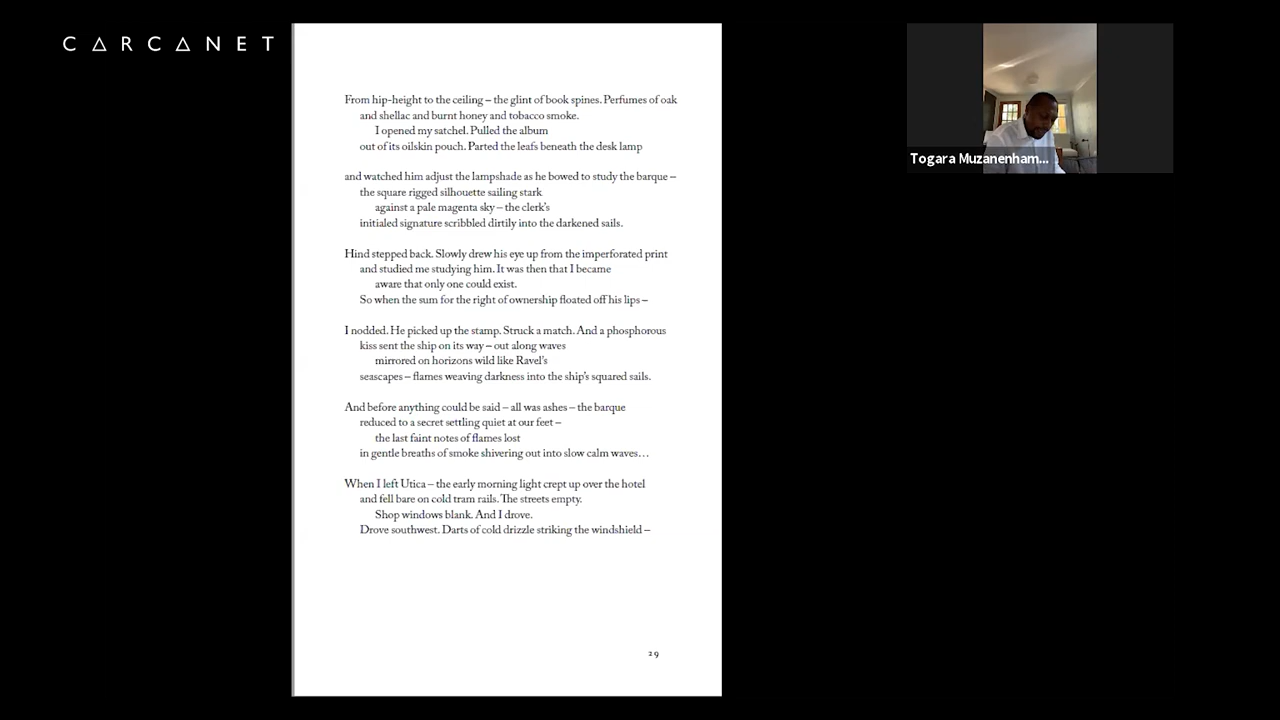 CARCANET
From hip-height to the ceiling – the glint of book spines. Perfumes of oak
and shellac and burnt honey and tobacco smoke.
I opened my satchel. Pulled the album
out of its oilskin pouch. Parted the leafs beneath the desk lamp
and watched him adjust the lampshade as he bowed to study the barque –
the square rigged silhouette sailing stark
against a pale magenta sky – the clerk's
initialed signature scribbled dirtily into the darkened sails.
Hind stepped back. Slowly drew his eye up from the imperforated print
and studied me studying him. It was then that I became
aware that only one could exist.
So when the sum for the right of ownership floated off his lips –
I nodded. He picked up the stamp. Struck a match. And a phosphorous
kiss sent the ship on its way – out along waves
mirrored on horizons wild like Ravel's
seascapes – flames weaving darkness into the ship's squared sails.
And before anything could be said – all was ashes – the barque
reduced to a secret settling quiet at our feet –
the last faint notes of flames lost
in gentle breaths of smoke shivering out into slow calm waves…
When I left Utica – the early morning light crept up over the hotel
and fell bare on cold tram rails. The streets empty.
Shop windows blank. And I drove.
Drove southwest. Darts of cold drizzle striking the windshield –
29
Togara Muzanenham...